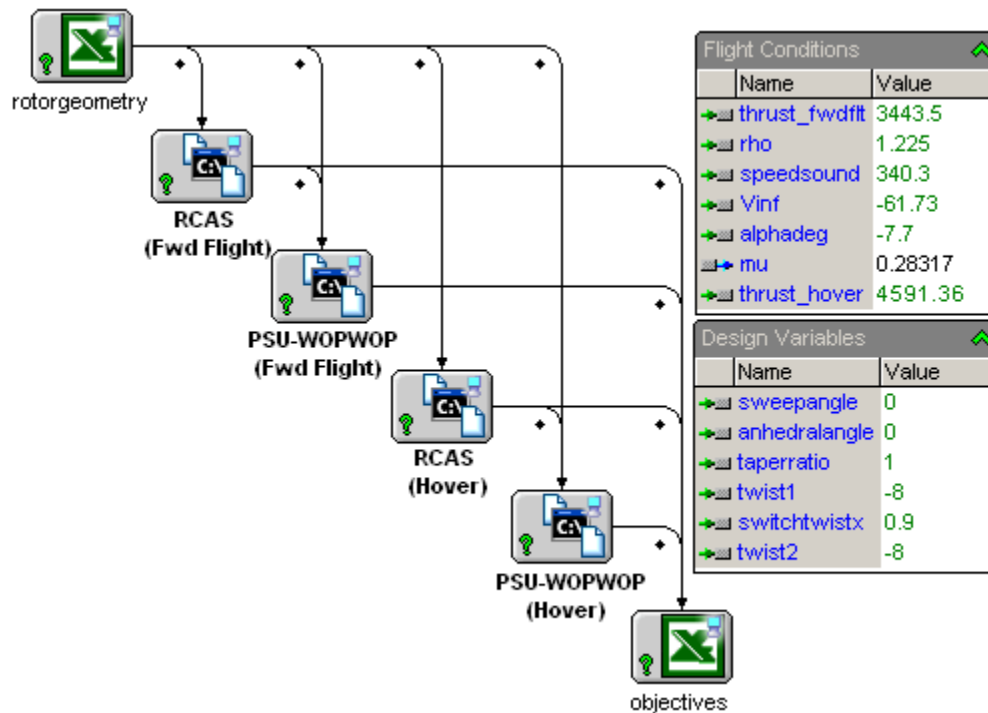 rotorgeometry
C:\
RCAS
(Fwd Flight)
C:\
PSU-WOPWOP
(Fwd Flight)
C:\
RCAS
(Hover)
C:\
PSU-WOPWOP
(Hover)
objectives
Flight Conditions
Name Value
thrust_fwdflt 3443.5
rho 1.225
speedsound 340.3
Vinf -61.73
alphadeg -7.7
mu 0.28317
thrust_hover 4591.36
Design Variables
Name Value
sweepangle 0
anhedralangle 0
taperratio 1
twist1 -8
switchtwistx 0.9
twist2 -8